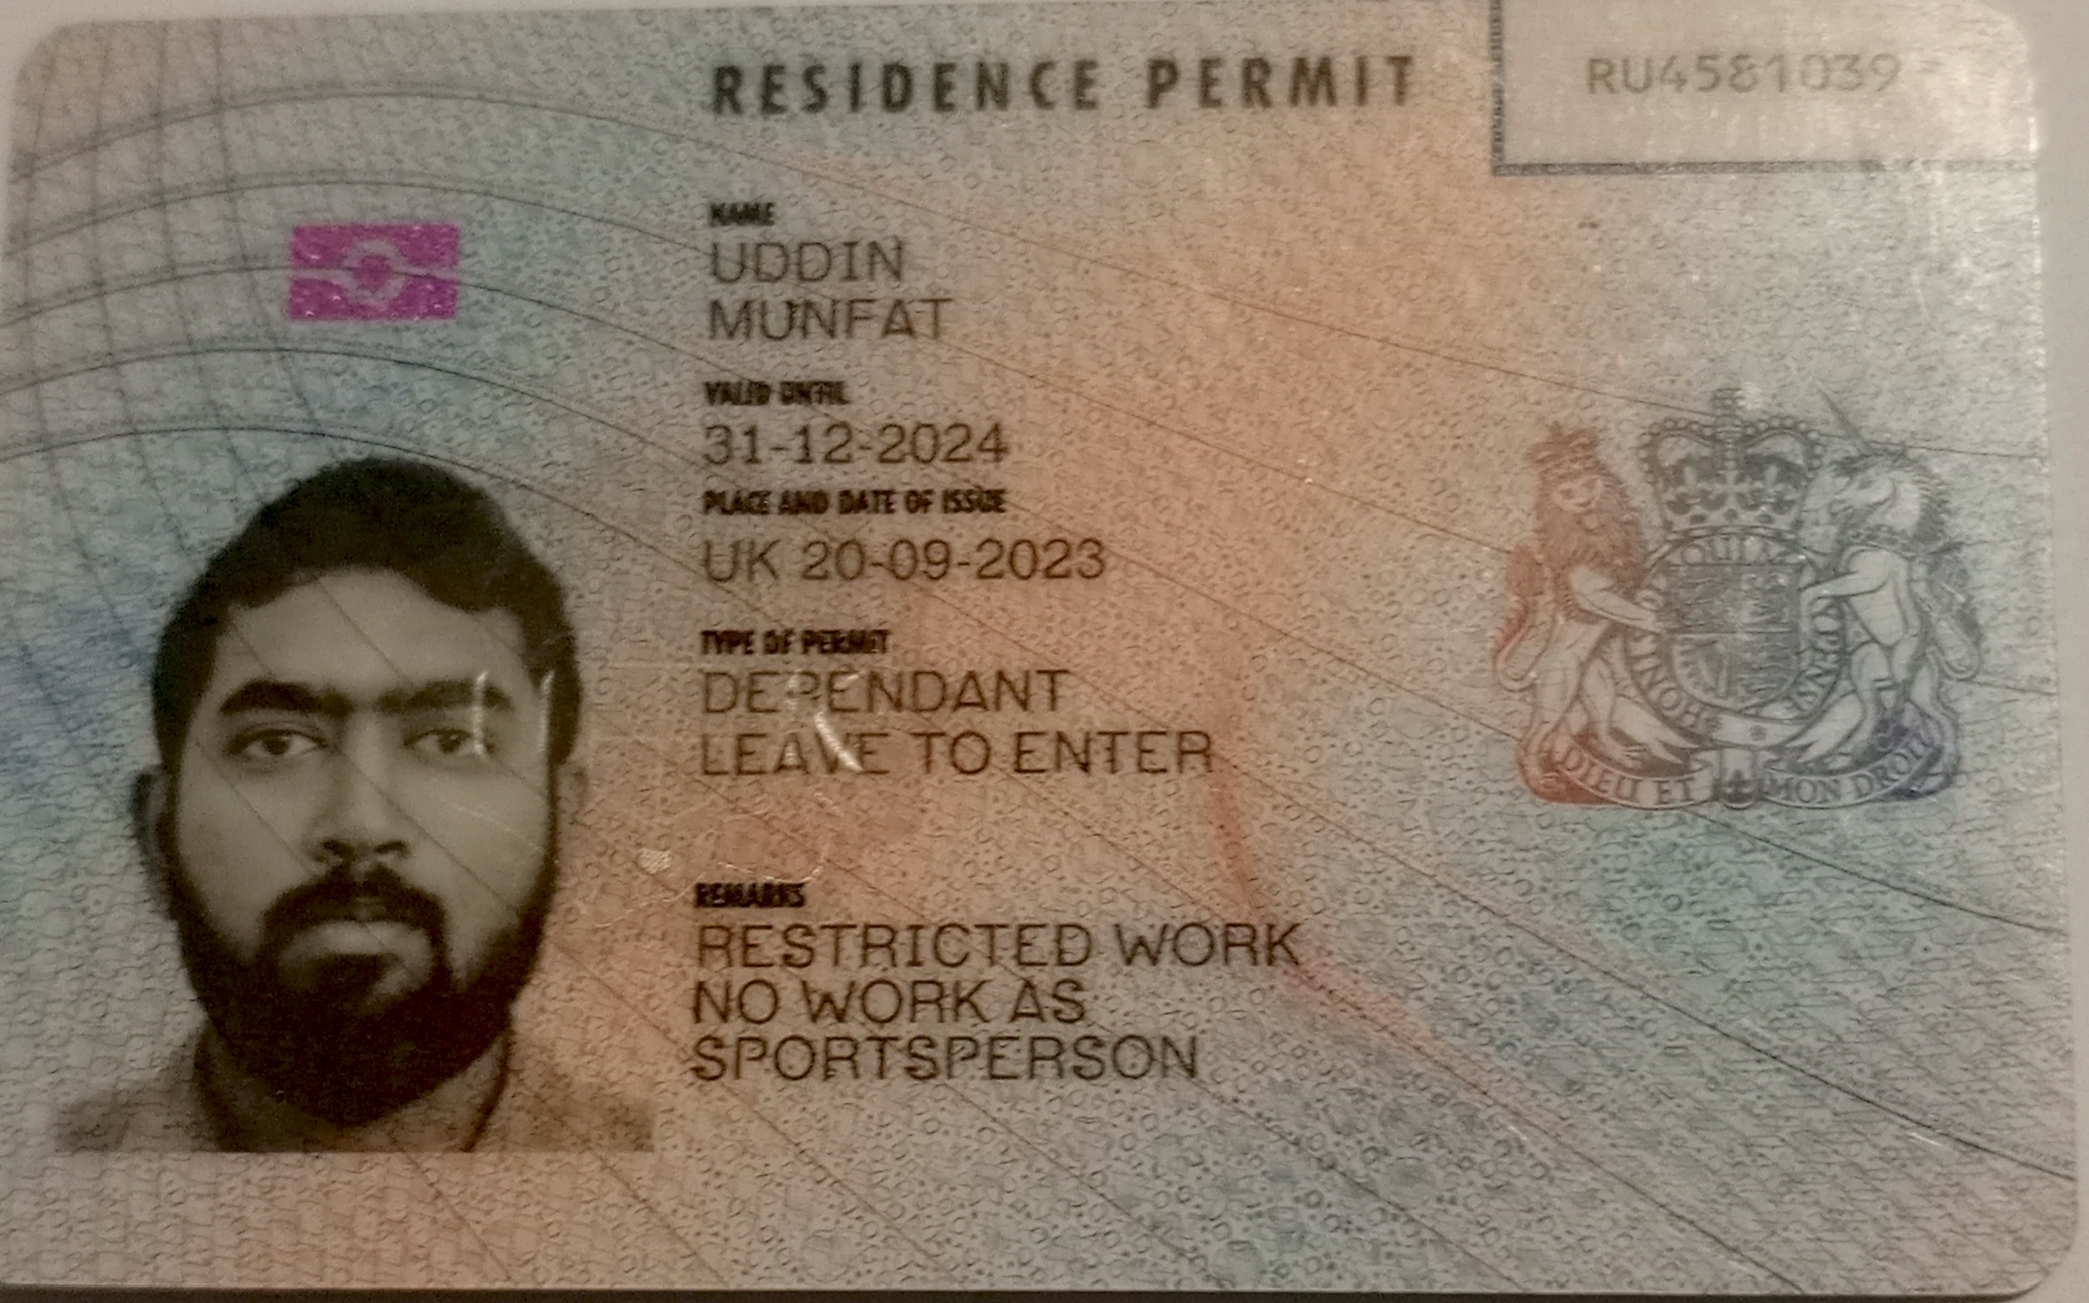 RESIDENCE PERMIT
RU4581039
NAME
UDDIN
MUNFAT
VALID UNTIL
31-12-2024
PLACE AND DATE OF ISSUE
UK 20-09-2023
TYPE OF PERMIT
DEPENDANT
LEAVE TO ENTER
REMARKS
RESTRICTED WORK
NO WORK AS
SPORTSPERSON
DIEU ET MON DROIT